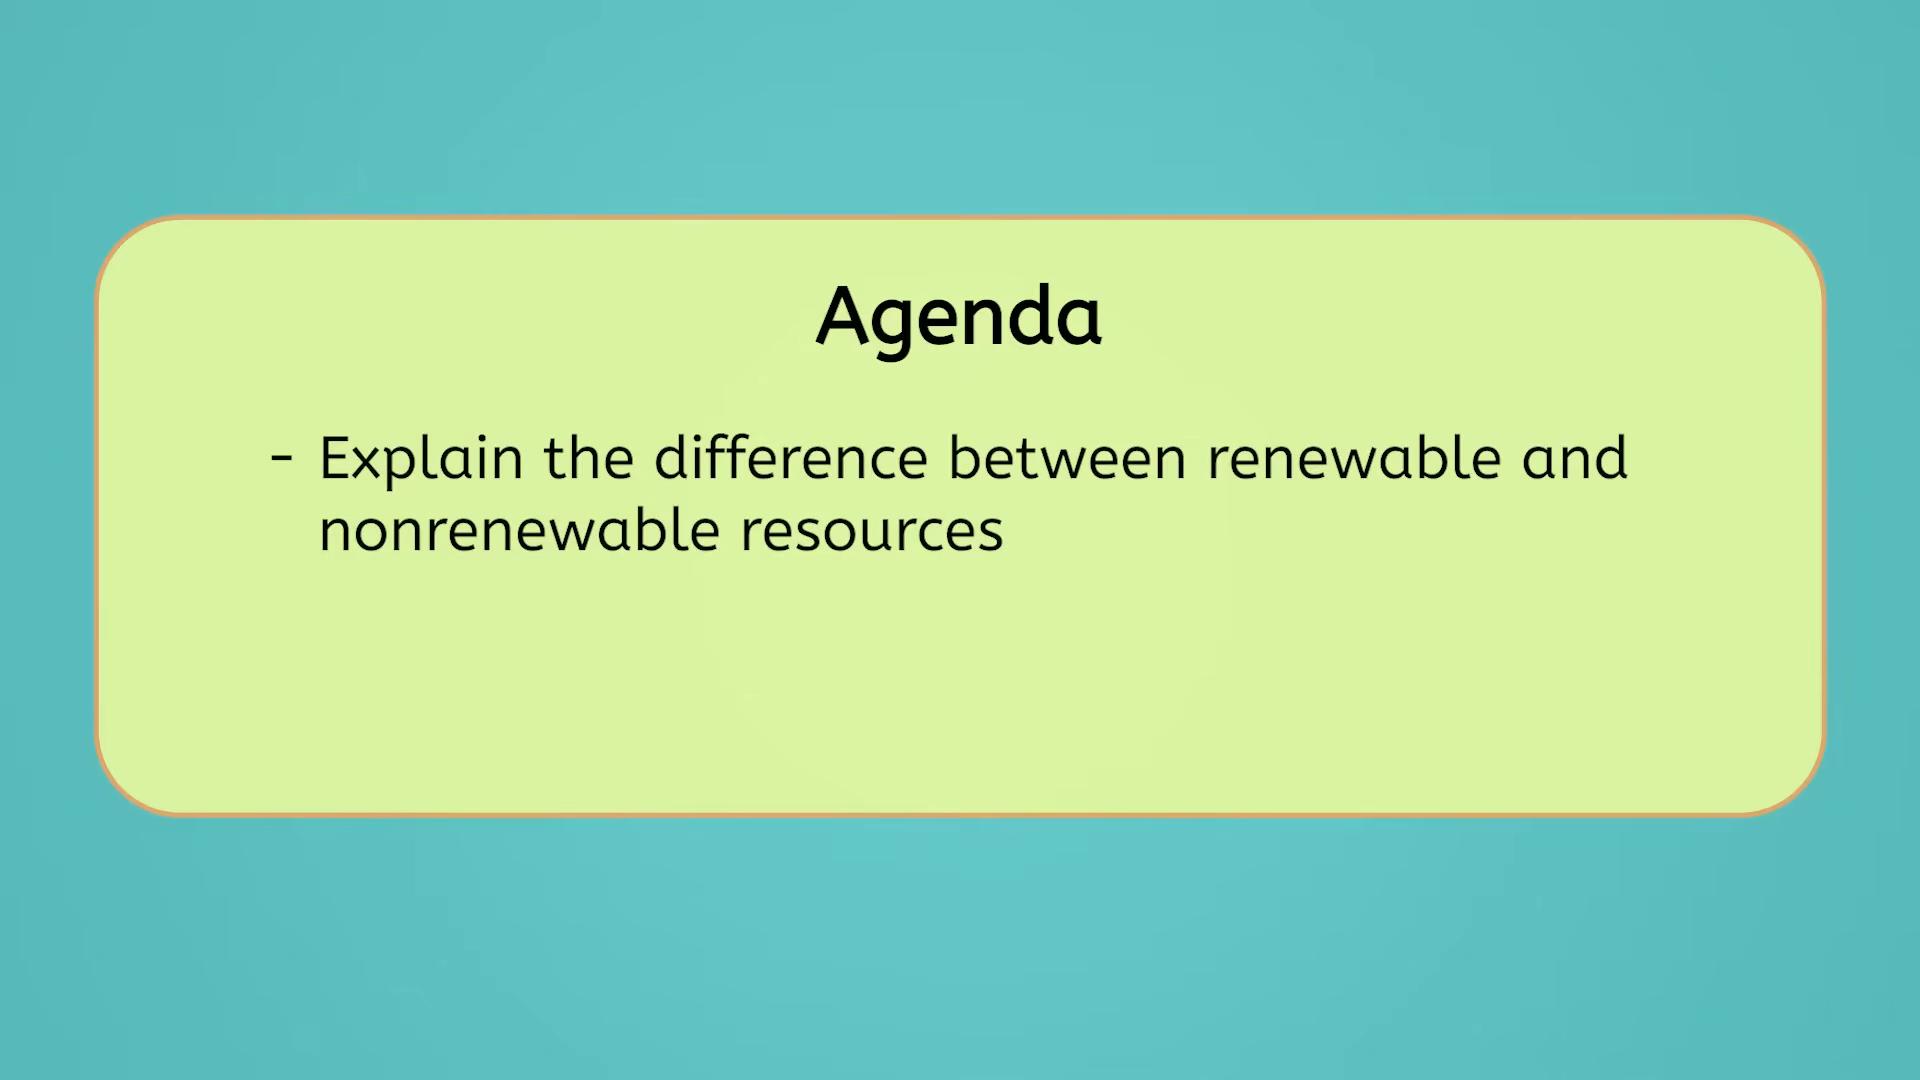 Agenda
- Explain the difference between renewable and
nonrenewable resources